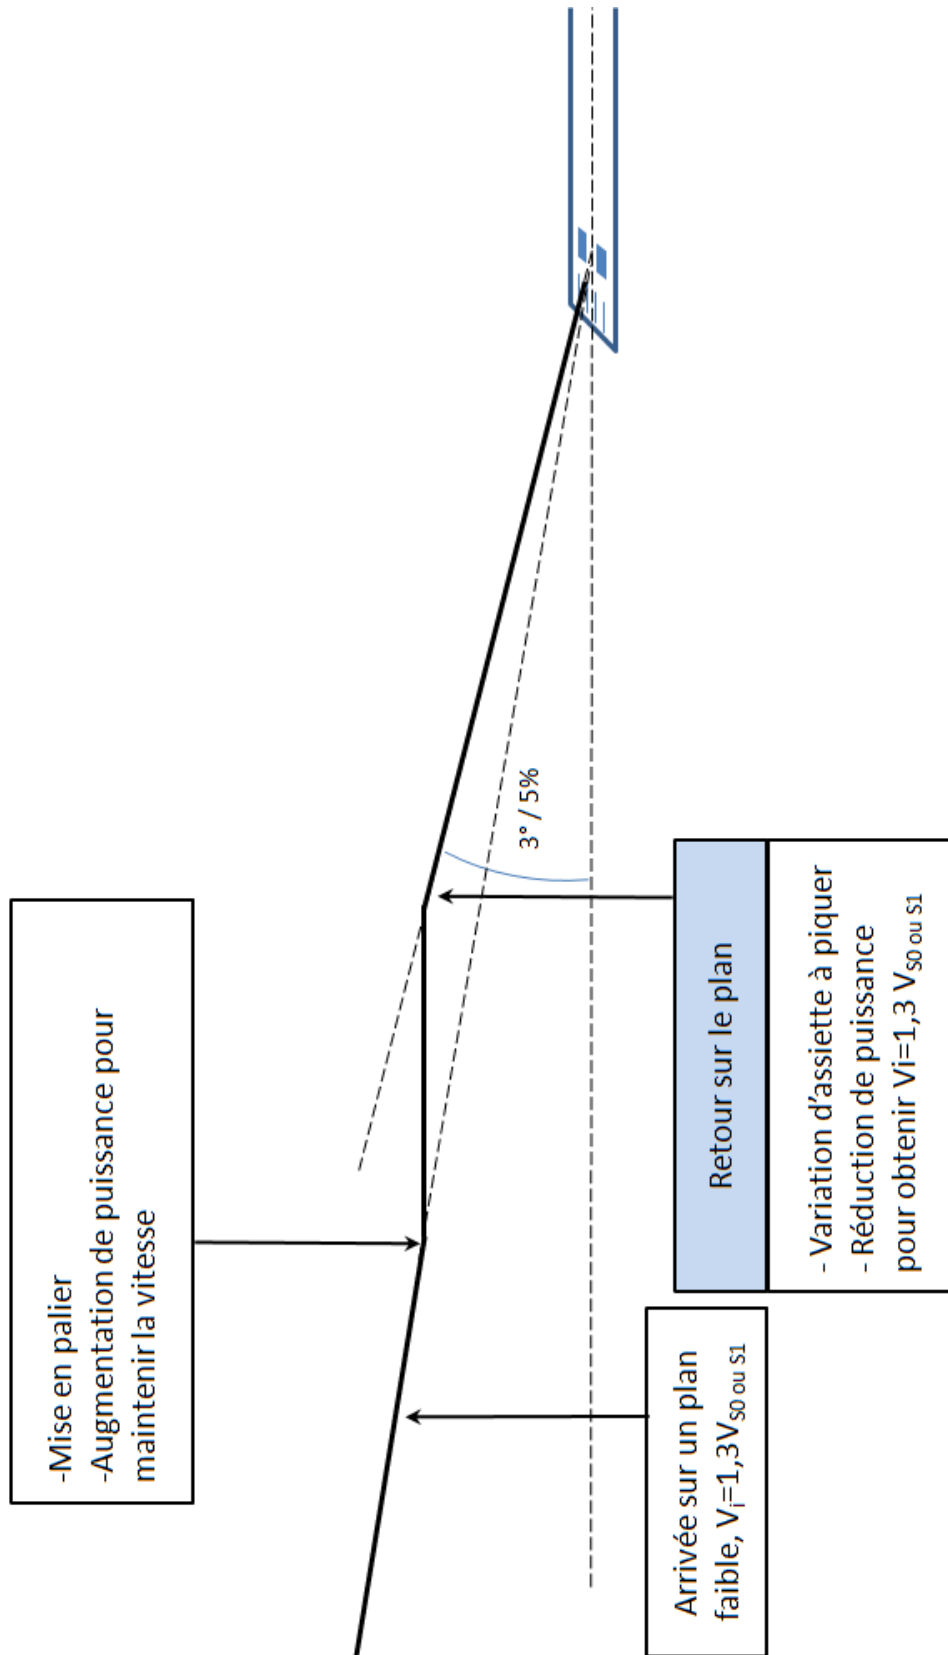 -Mise en palier
-Augmentation de puissance pour
maintenir la vitesse
3° / 5%
Arrivée sur un plan
faible, Vi=1,3VS0 ou S1
Retour sur le plan
- Variation d'assiette à piquer
- Réduction de puissance
pour obtenir Vi=1,3 VS0 ou S1